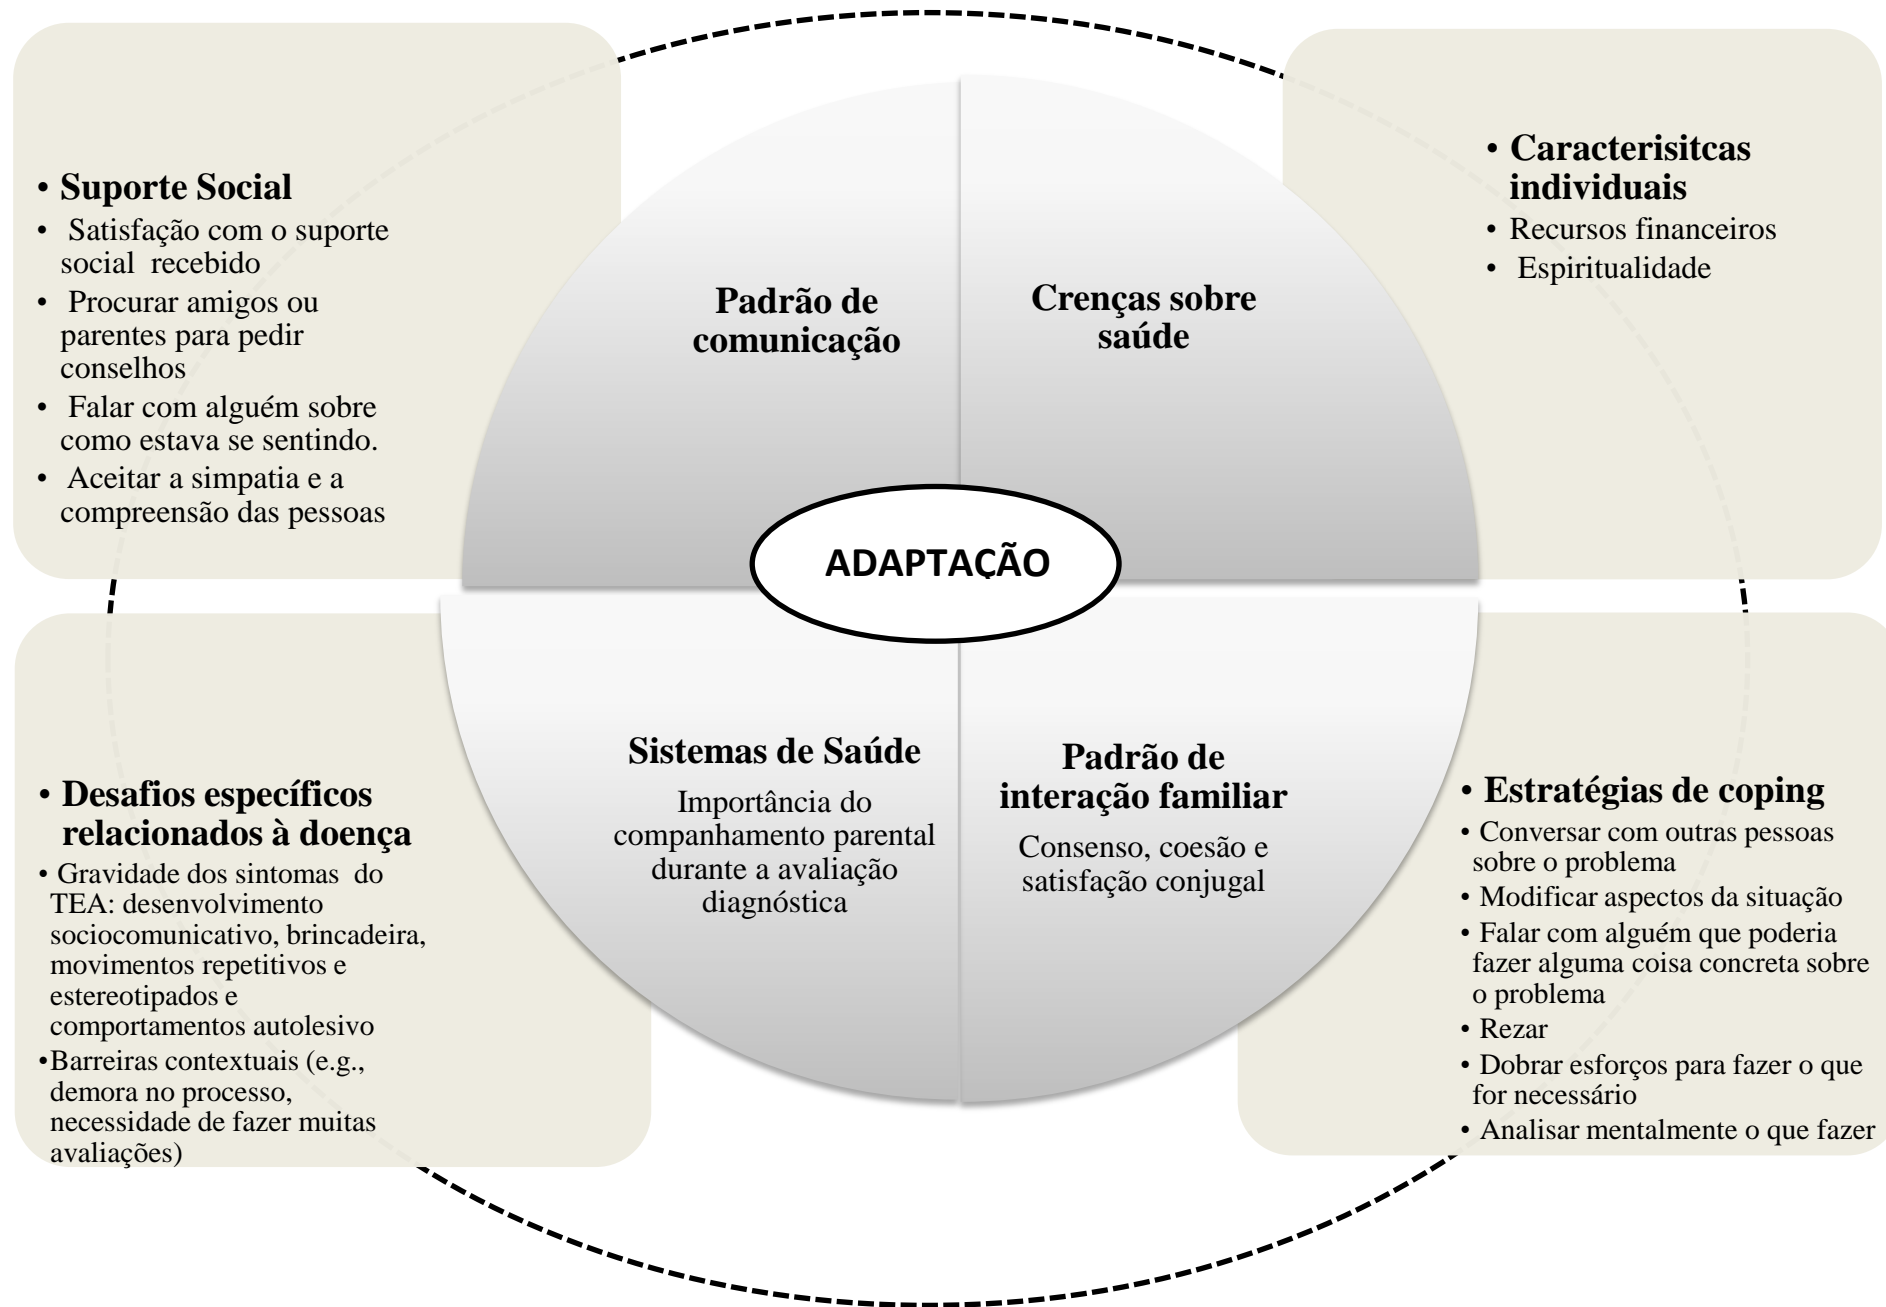 • Suporte Social
• Satisfação com o suporte
social recebido
• Procurar amigos ou
parentes para pedir
conselhos
• Falar com alguém sobre
como estava se sentindo.
• Aceitar a simpatia e a
compreensão das pessoas
Padrão de
comunicação
Crenças sobre
saúde
• Caracterisitcas
individuais
• Recursos financeiros
• Espiritualidade
ADAPTAÇÃO
• Desafios específicos
relacionados à doença
• Gravidade dos sintomas do
TEA: desenvolvimento
sociocomunicativo, brincadeira,
movimentos repetitivos e
estereotipados e
comportamentos autolesivo
•Barreiras contextuais (e.g.,
demora no processo,
necessidade de fazer muitas
avaliações)
Sistemas de Saúde
Importância do
companhamento parental
durante a avaliação
diagnóstica
Padrão de
interação familiar
Consenso, coesão e
satisfação conjugal
• Estratégias de coping
• Conversar com outras pessoas
sobre o problema
• Modificar aspectos da situação
• Falar com alguém que poderia
fazer alguma coisa concreta sobre
o problema
• Rezar
• Dobrar esforços para fazer o que
for necessário
• Analisar mentalmente o que fazer